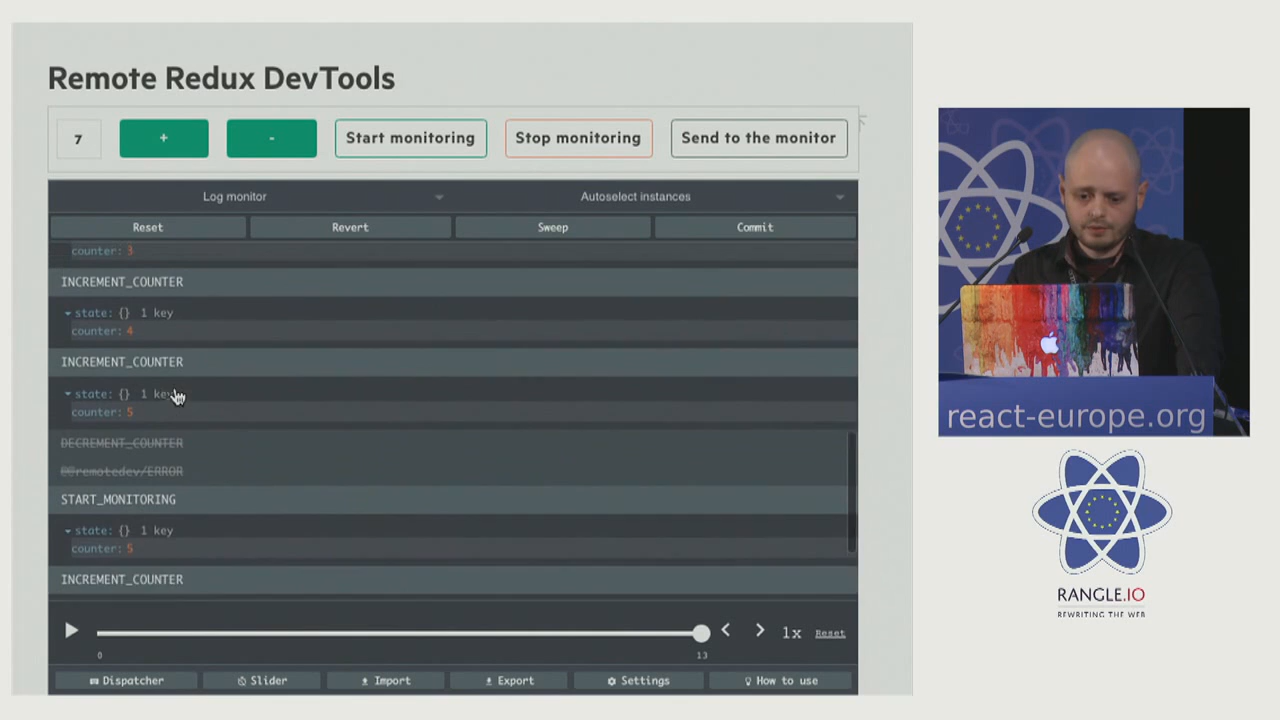 Remote Redux DevTools
7 + - Start monitoring Stop monitoring Send to the monitor
Log monitor Autoselect instances
Reset Revert Sweep Commit
counter: 3
INCREMENT_COUNTER
state: {} 1 key
counter: 4
INCREMENT_COUNTER
state: {} 1 key
counter: 5
DECREMENT_COUNTER
@@remotedev/ERROR
START_MONITORING
state: {} 1 key
counter: 5
INCREMENT_COUNTER
1x Reset
0 13
Dispatcher Slider Import Export Settings How to use
react-europe.org
RANGLE.IO
REWRITING THE WEB